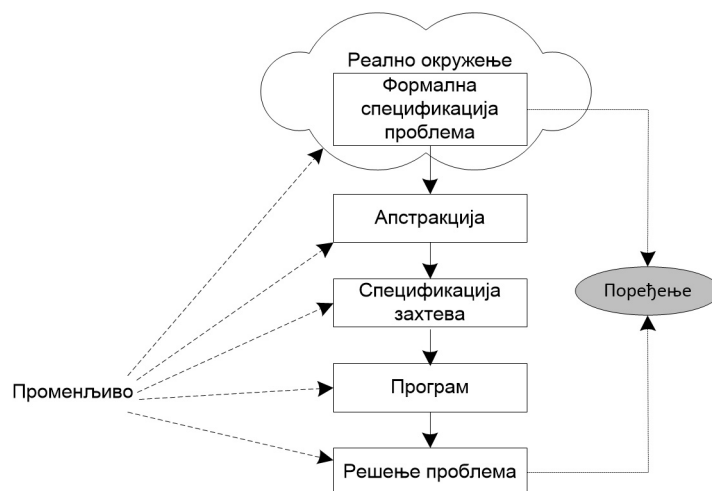 Реално окружење
Формална
спецификација
проблема
Апстракција
Спецификација
захтева
Поређење
Променљиво
Програм
Решење проблема